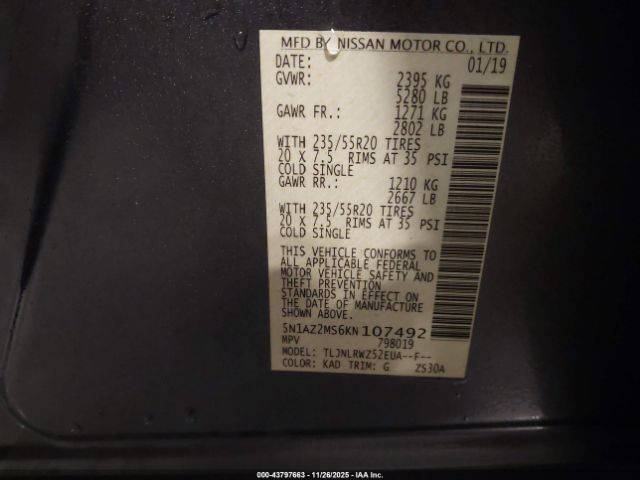 MFD BY NISSAN MOTOR CO., LTD.
DATE: 01/19
GVWR: 2395 KG
5280 LB
GAWR FR.: 1271 KG
2802 LB
WITH 235/55R20 TIRES
20 X 7.5 RIMS AT 35 PSI
COLD SINGLE
GAWR RR.: 1210 KG
2667 LB
WITH 235/55R20 TIRES
20 X 7.5 RIMS AT 35 PSI
COLD SINGLE
THIS VEHICLE CONFORMS TO
ALL APPLICABLE FEDERAL
MOTOR VEHICLE SAFETY AND
THEFT PREVENTION
STANDARDS IN EFFECT ON
THE DATE OF MANUFACTURE
SHOWN ABOVE.
5N1AZ2MS6KN107492
MPV 798019
MODEL: TLJNLRWZ52EUA--F--
COLOR: KAD TRIM: G ZS30A
000-43797663 | 11/26/2025 | IAA Inc.